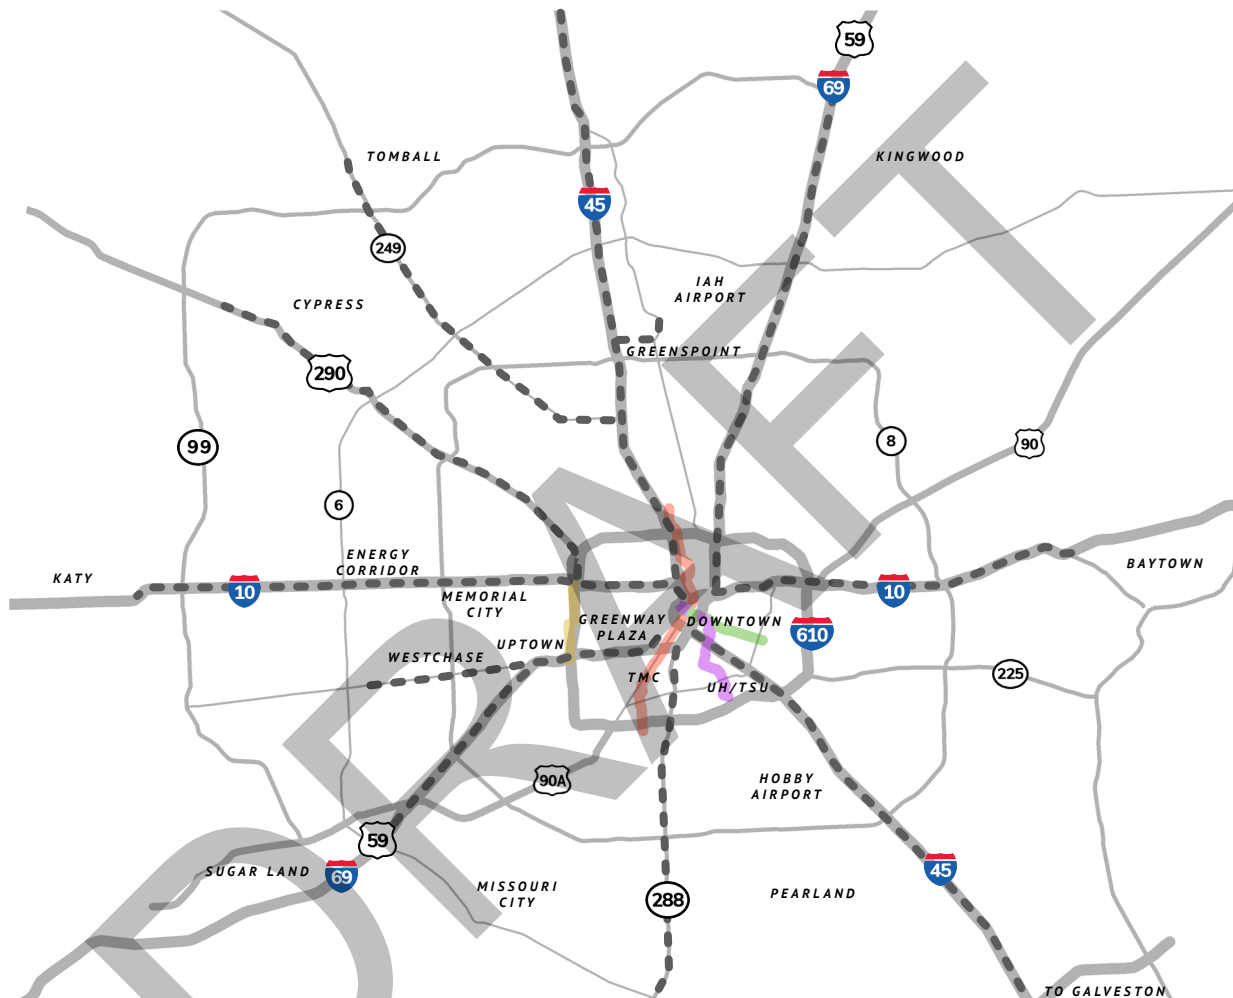 59
69
TOMBALL
KINGWOOD
45
249
IAH
AIRPORT
CYPRESS
GREENSPOINT
290
99
8
90
6
ENERGY
CORRIDOR
KATY
BAYTOWN
10
10
MEMORIAL
CITY
GREENWAY
PLAZA
DOWNTOWN
610
UPTOWN
WESTCHASE
TMC
UH/TSU
225
90A
HOBBY
AIRPORT
59
SUGAR LAND
69
45
MISSOURI
CITY
288
PEARLAND
TO GALVESTON
DRAFT